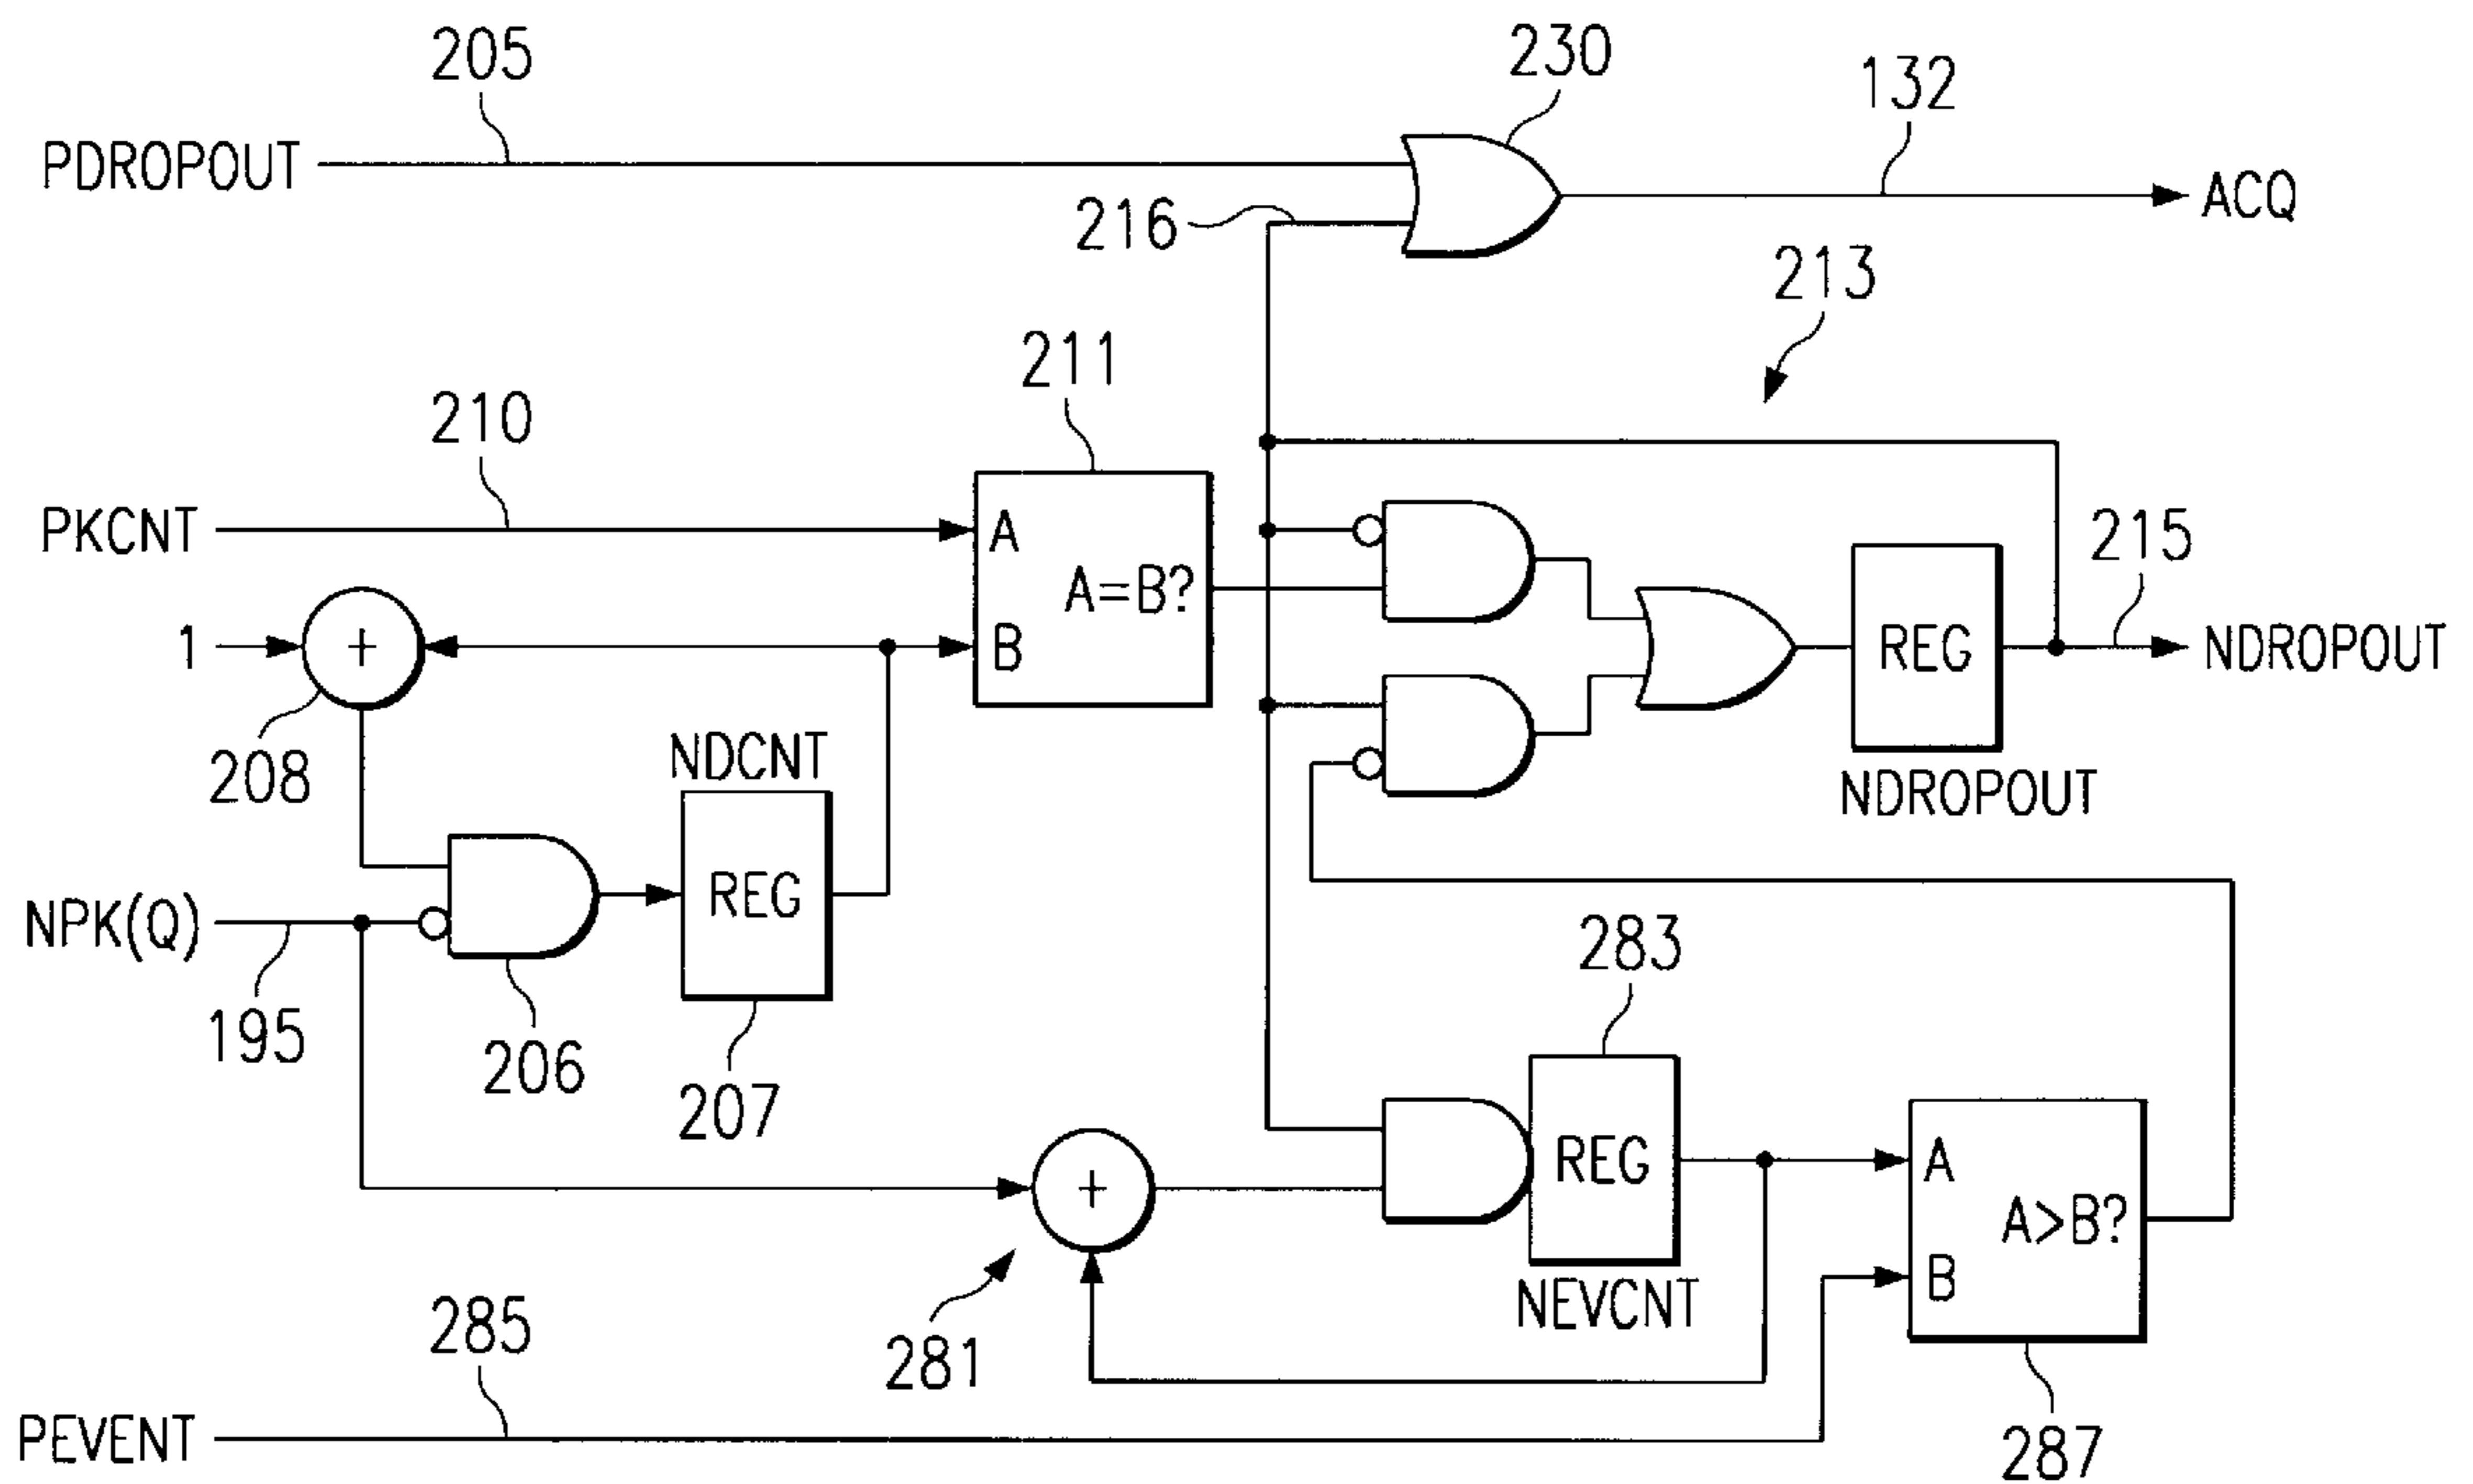 205
230
132
PDROPOUT
216
ACQ
213
211
210
PKCNT
A
A=B?
B
215
1
+
208
REG
NDROPOUT
NDROPOUT
NDCNT
REG
NPK(Q)
195
206
207
283
REG
NEVCNT
+
281
A
A>B?
B
285
PEVENT
287